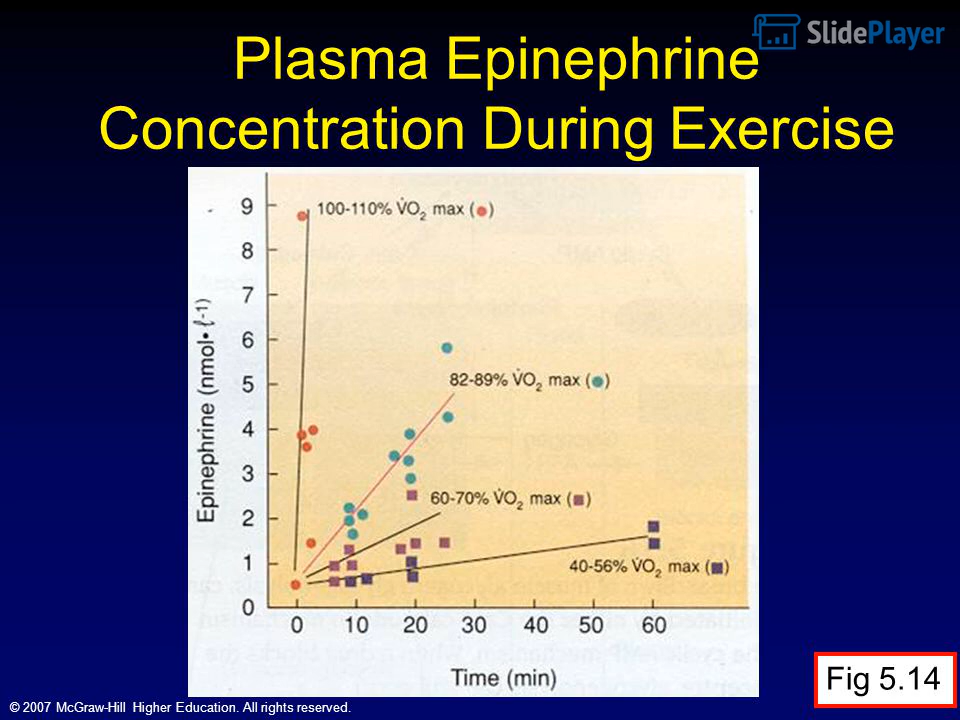 SlidePlayer
Plasma Epinephrine
Concentration During Exercise
Epinephrine (nmol•ℓ⁻¹)
9
8
7
6
5
4
3
2
1
0
100-110% V̇O₂ max (●)
82-89% V̇O₂ max (●)
60-70% V̇O₂ max (■)
40-56% V̇O₂ max (■)
0 10 20 30 40 50 60
Time (min)
Fig 5.14
© 2007 McGraw-Hill Higher Education. All rights reserved.